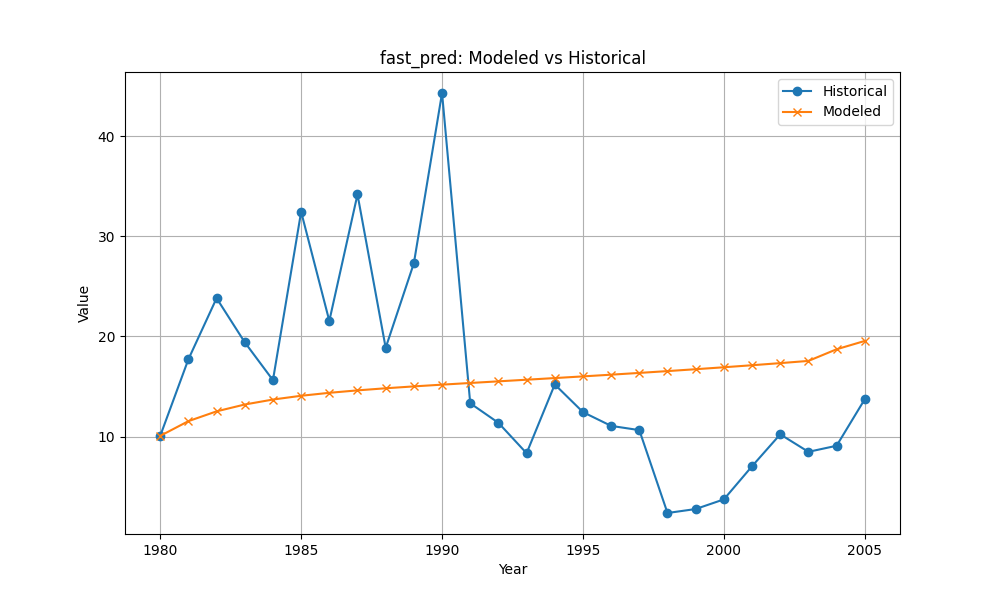 fast_pred: Modeled vs Historical
Historical
Modeled
Value
40
30
20
10
1980 1985 1990 1995 2000 2005
Year